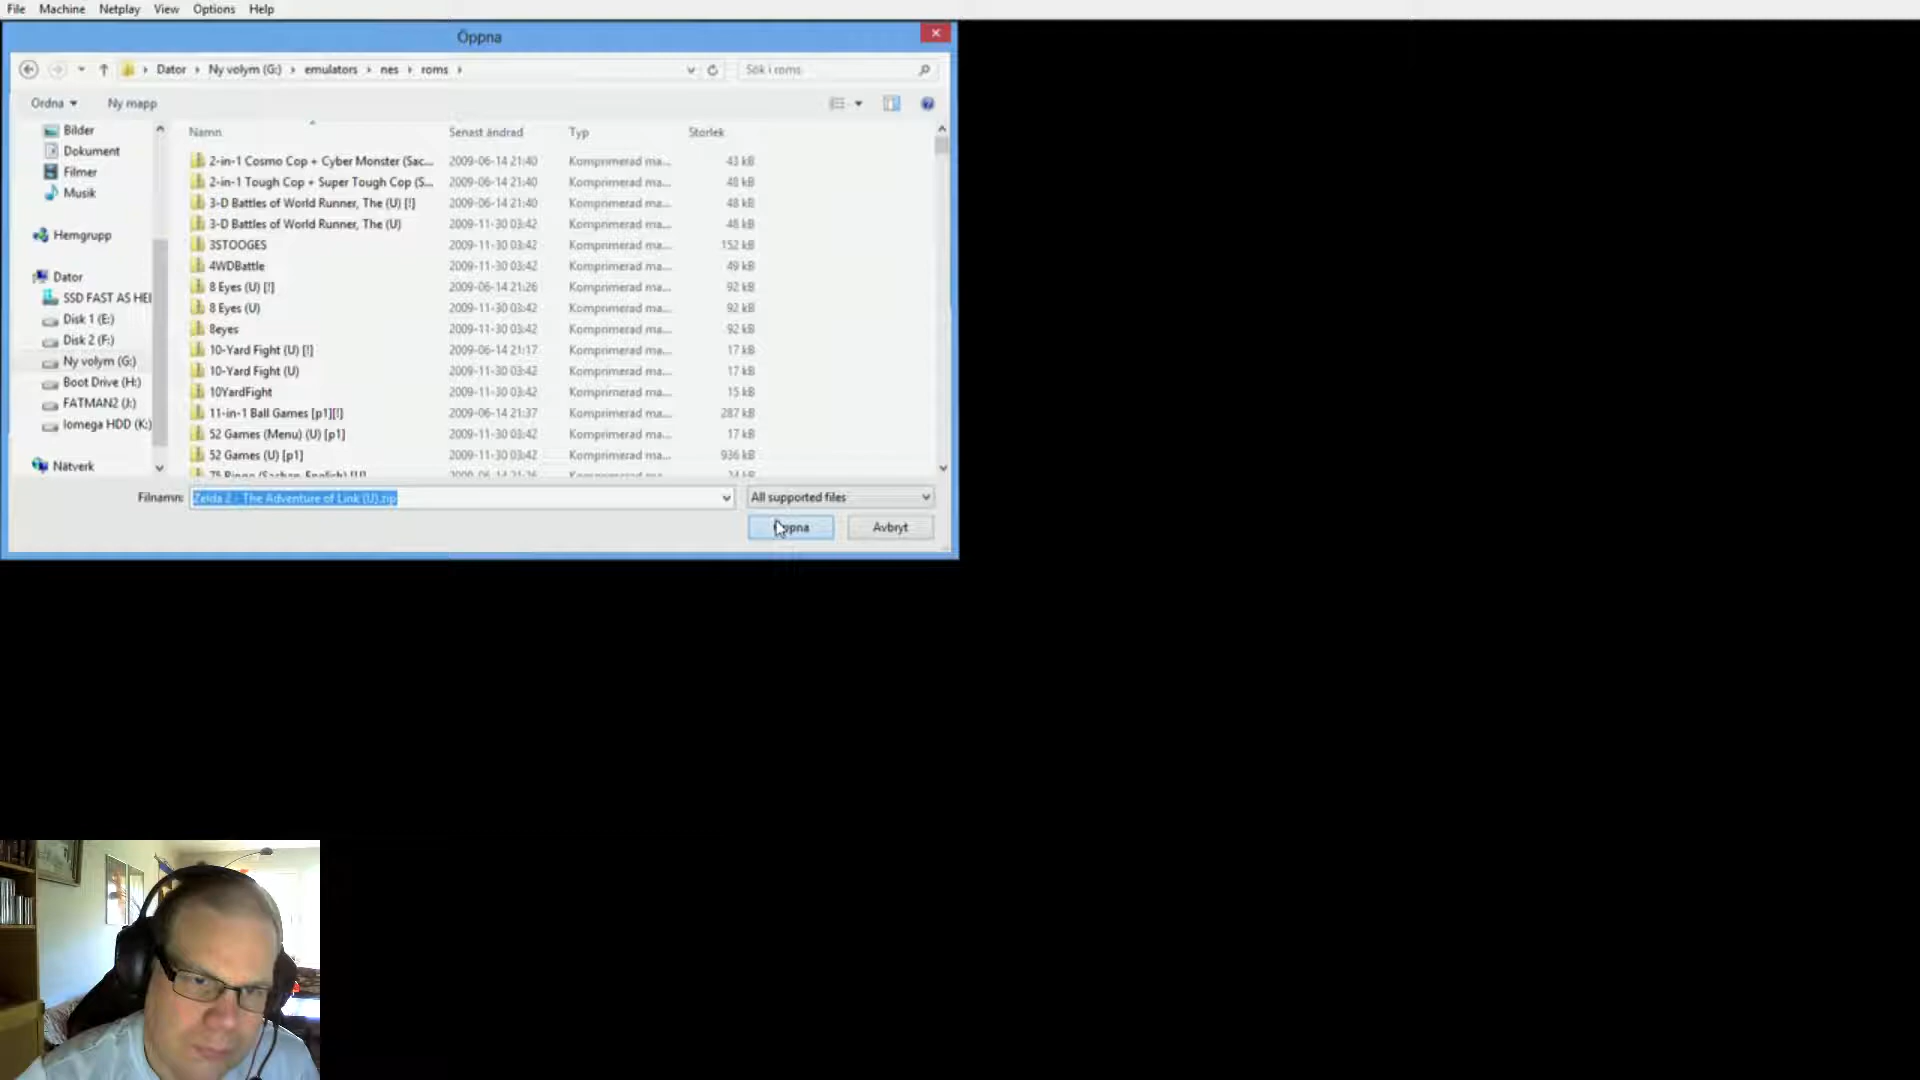 File Machine Netplay View Options Help
Öppna
Dator Ny volym (G:) emulators nes roms
Sök i roms
Ordna Ny mapp
Bilder
Dokument
Filmer
Musik
Hemgrupp
Dator
SSD FAST AS HEI
Disk 1 (E:)
Disk 2 (F:)
Ny volym (G:)
Boot Drive (H:)
FATMAN2 (J:)
Iomega HDD (K:)
Nätverk
Namn Senast ändrad Typ Storlek
2-in-1 Cosmo Cop + Cyber Monster (Sac... 2009-06-14 21:40 Komprimerad ma... 43 kB
2-in-1 Tough Cop + Super Tough Cop (S... 2009-06-14 21:40 Komprimerad ma... 48 kB
3-D Battles of World Runner, The (U) [!] 2009-06-14 21:40 Komprimerad ma... 48 kB
3-D Battles of World Runner, The (U) 2009-11-30 03:42 Komprimerad ma... 48 kB
3STOOGES 2009-11-30 03:42 Komprimerad ma... 152 kB
4WDBattle 2009-11-30 03:42 Komprimerad ma... 49 kB
8 Eyes (U) [!] 2009-06-14 21:26 Komprimerad ma... 92 kB
8 Eyes (U) 2009-11-30 03:42 Komprimerad ma... 92 kB
8eyes 2009-11-30 03:42 Komprimerad ma... 92 kB
10-Yard Fight (U) [!] 2009-06-14 21:17 Komprimerad ma... 17 kB
10-Yard Fight (U) 2009-11-30 03:42 Komprimerad ma... 17 kB
10YardFight 2009-11-30 03:42 Komprimerad ma... 15 kB
11-in-1 Ball Games [p1][!] 2009-06-14 21:37 Komprimerad ma... 287 kB
52 Games (Menu) (U) [p1] 2009-11-30 03:42 Komprimerad ma... 17 kB
52 Games (U) [p1] 2009-11-30 03:42 Komprimerad ma... 936 kB
Filnamn: Zelda 2 - The Adventure of Link (U).zip All supported files
Öppna Avbryt